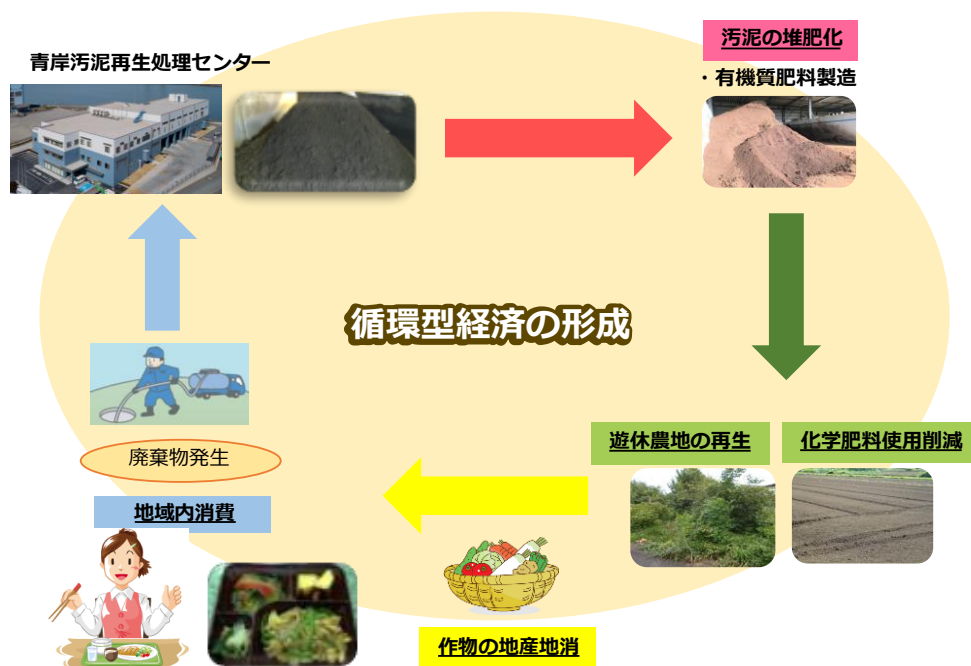 青岸汚泥再生処理センター
汚泥の堆肥化
・有機質肥料製造
循環型経済の形成
遊休農地の再生
化学肥料使用削減
廃棄物発生
地域内消費
作物の地産地消